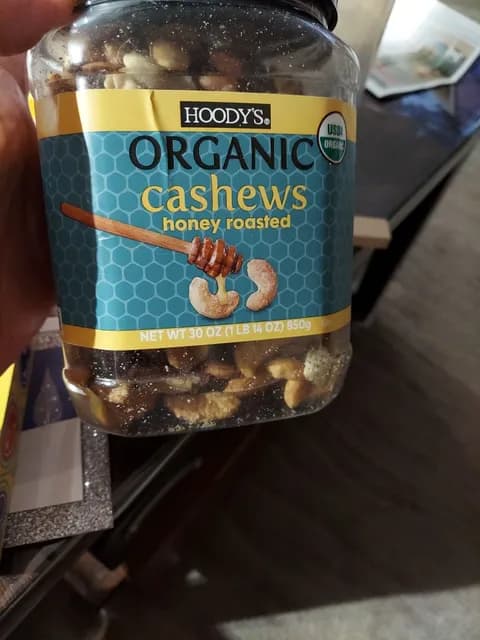 HOODY'S®
USDA
ORGANIC
ORGANIC
cashews
honey roasted
NET WT 30 OZ (1 LB 14 OZ) 850g